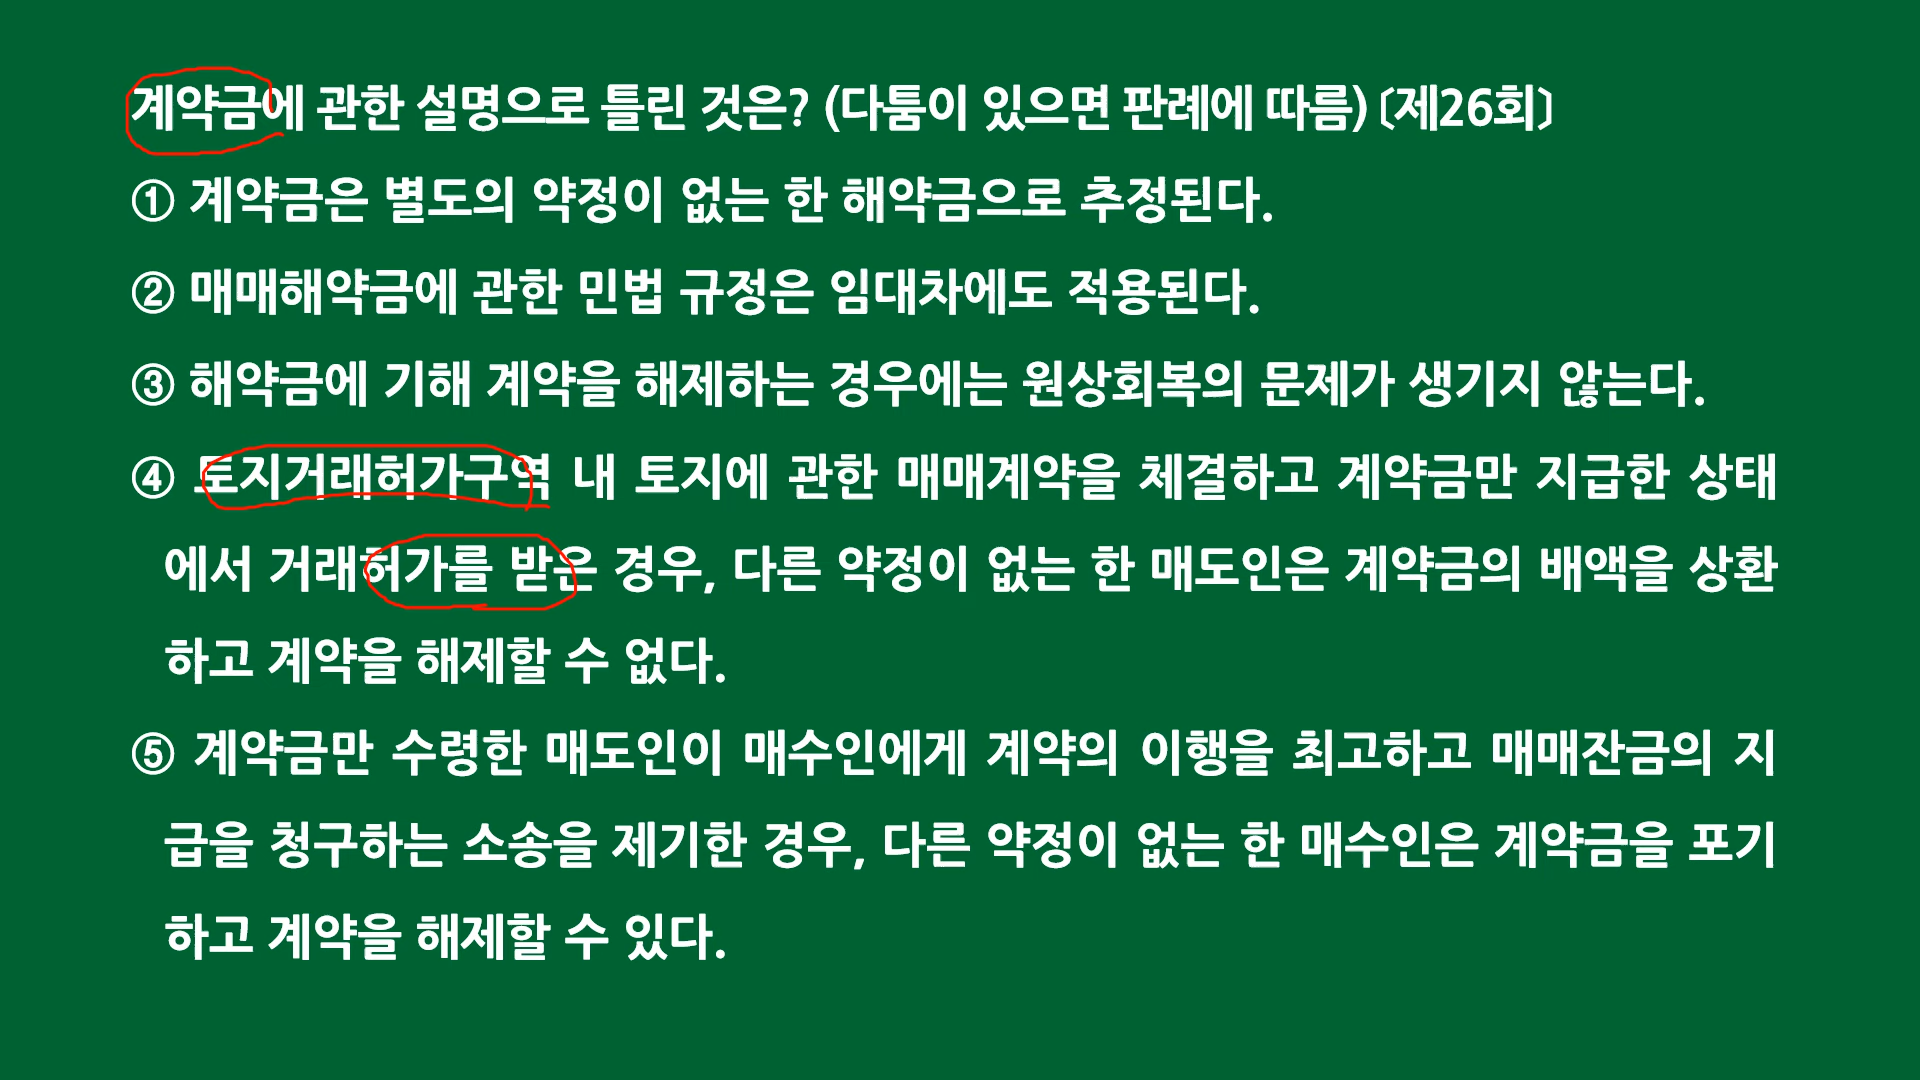 계약금에 관한 설명으로 틀린 것은? (다툼이 있으면 판례에 따름) 〔제26회〕
① 계약금은 별도의 약정이 없는 한 해약금으로 추정된다.
② 매매해약금에 관한 민법 규정은 임대차에도 적용된다.
③ 해약금에 기해 계약을 해제하는 경우에는 원상회복의 문제가 생기지 않는다.
④ 토지거래허가구역 내 토지에 관한 매매계약을 체결하고 계약금만 지급한 상태
에서 거래허가를 받은 경우, 다른 약정이 없는 한 매도인은 계약금의 배액을 상환
하고 계약을 해제할 수 없다.
⑤ 계약금만 수령한 매도인이 매수인에게 계약의 이행을 최고하고 매매잔금의 지
급을 청구하는 소송을 제기한 경우, 다른 약정이 없는 한 매수인은 계약금을 포기
하고 계약을 해제할 수 있다.